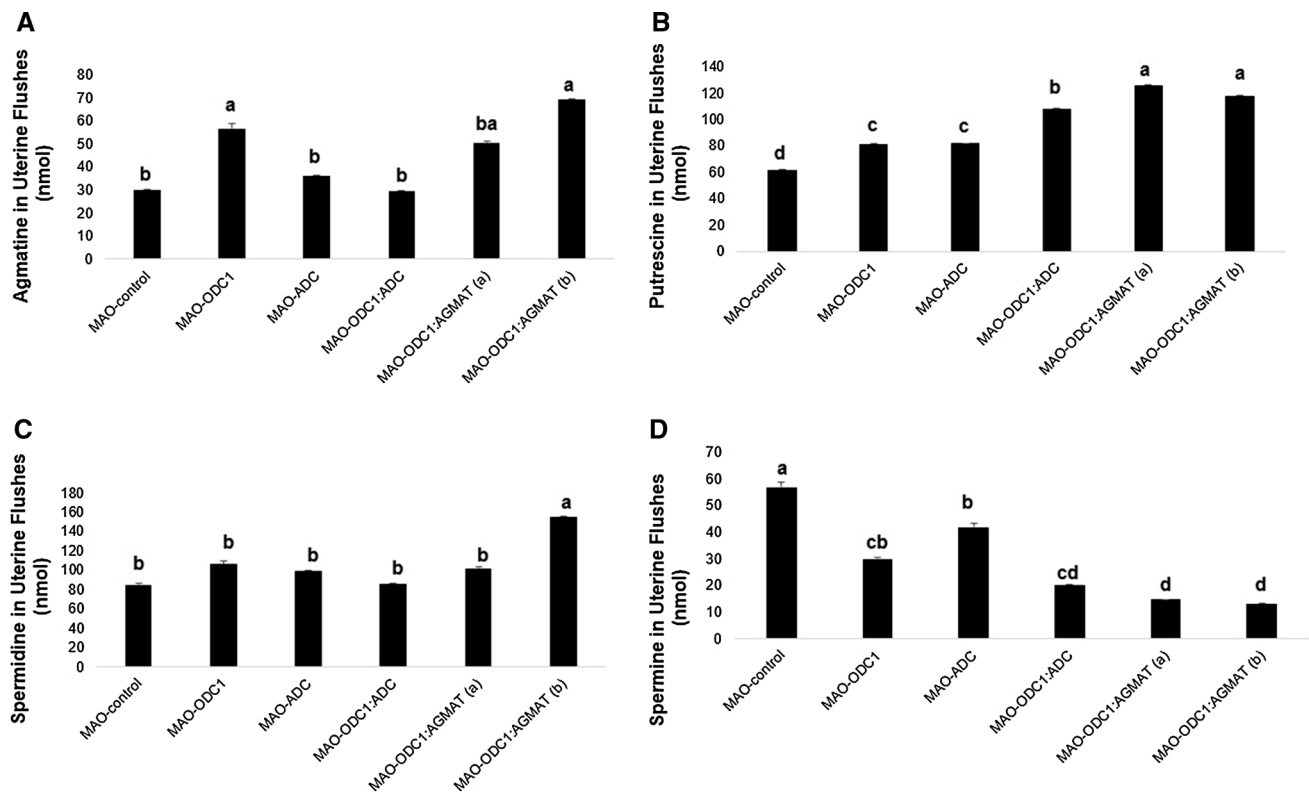 A
Agmatine in Uterine Flushes
(nmol)
80
70
60
50
40
30
20
10
0
b
a
b
b
ba
a
MAO-control
MAO-ODC1
MAO-ADC
MAO-ODC1:ADC
MAO-ODC1:AGMAT (a)
MAO-ODC1:AGMAT (b)
B
Putrescine in Uterine Flushes
(nmol)
140
120
100
80
60
40
20
0
d
c
c
b
a
a
MAO-control
MAO-ODC1
MAO-ADC
MAO-ODC1:ADC
MAO-ODC1:AGMAT (a)
MAO-ODC1:AGMAT (b)
C
Spermidine in Uterine Flushes
(nmol)
180
160
140
120
100
80
60
40
20
0
b
b
b
b
b
a
MAO-control
MAO-ODC1
MAO-ADC
MAO-ODC1:ADC
MAO-ODC1:AGMAT (a)
MAO-ODC1:AGMAT (b)
D
Spermine in Uterine Flushes
(nmol)
70
60
50
40
30
20
10
0
a
cb
b
cd
d
d
MAO-control
MAO-ODC1
MAO-ADC
MAO-ODC1:ADC
MAO-ODC1:AGMAT (a)
MAO-ODC1:AGMAT (b)